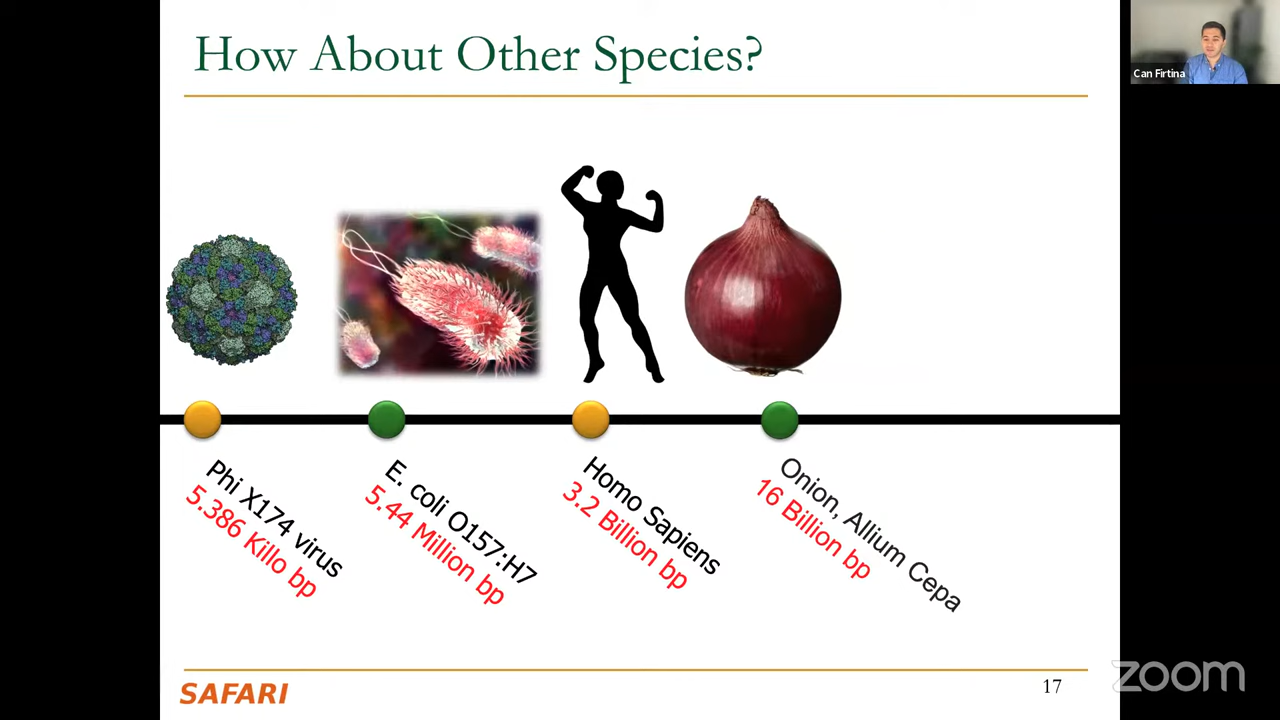 How About Other Species?
Can Firtina
Phi X174 virus
5.386 Killo bp
E. coli O157:H7
5.44 Million bp
Homo Sapiens
3.2 Billion bp
Onion, Allium Cepa
16 Billion bp
SAFARI
17
zoom